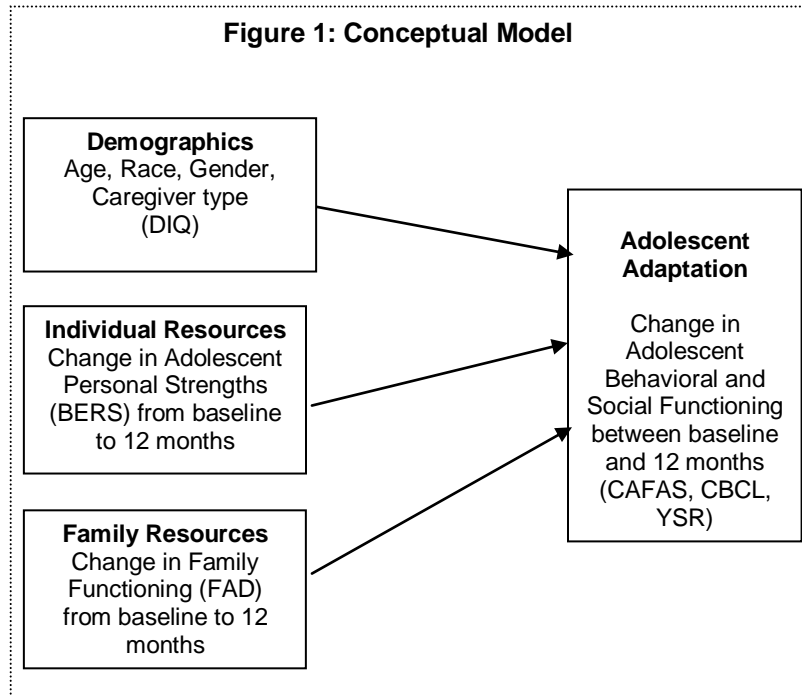 Figure 1: Conceptual Model
Demographics
Age, Race, Gender,
Caregiver type
(DIQ)
Individual Resources
Change in Adolescent
Personal Strengths
(BERS) from baseline
to 12 months
Family Resources
Change in Family
Functioning (FAD)
from baseline to 12
months
Adolescent
Adaptation
Change in
Adolescent
Behavioral and
Social Functioning
between baseline
and 12 months
(CAFAS, CBCL,
YSR)